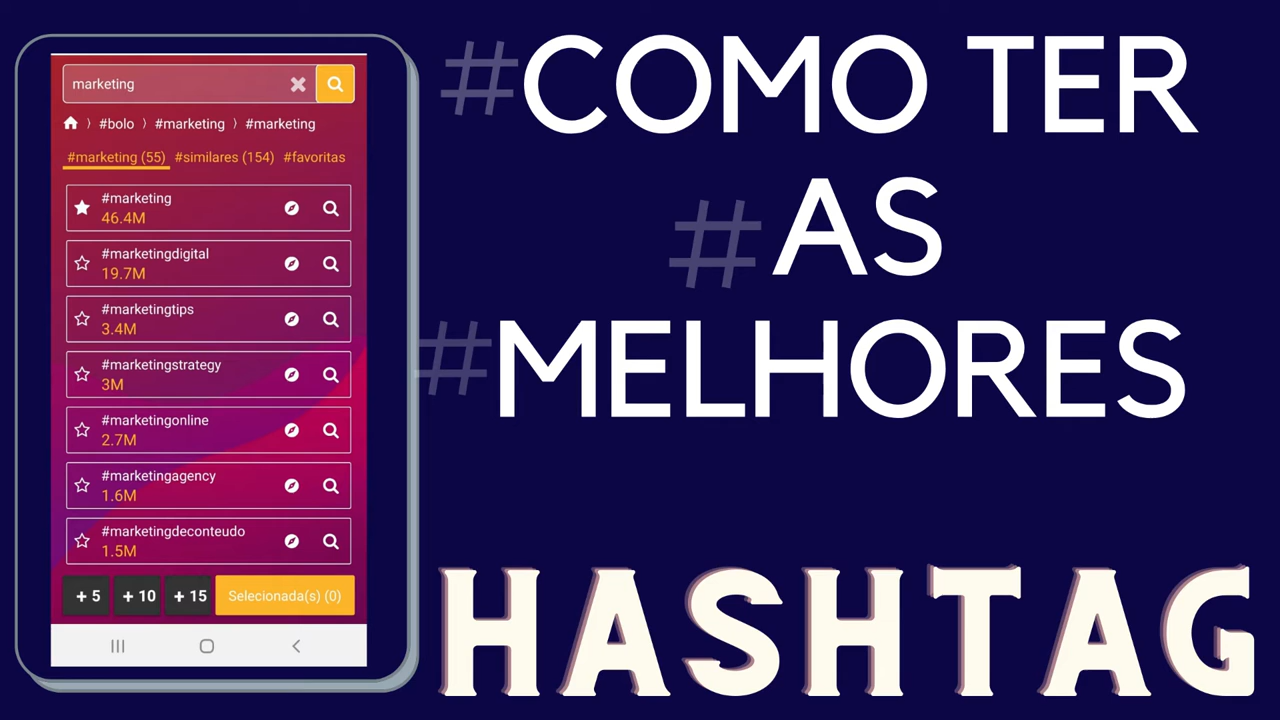 marketing
#bolo > #marketing > #marketing
#marketing (55) #similares (154) #favoritas
#marketing
46.4M
#marketingdigital
19.7M
#marketingtips
3.4M
#marketingstrategy
3M
#marketingonline
2.7M
#marketingagency
1.6M
#marketingdeconteudo
1.5M
+ 5 + 10 + 15 Selecionada(s) (0)
#COMO TER
#AS
#MELHORES
HASHTAG